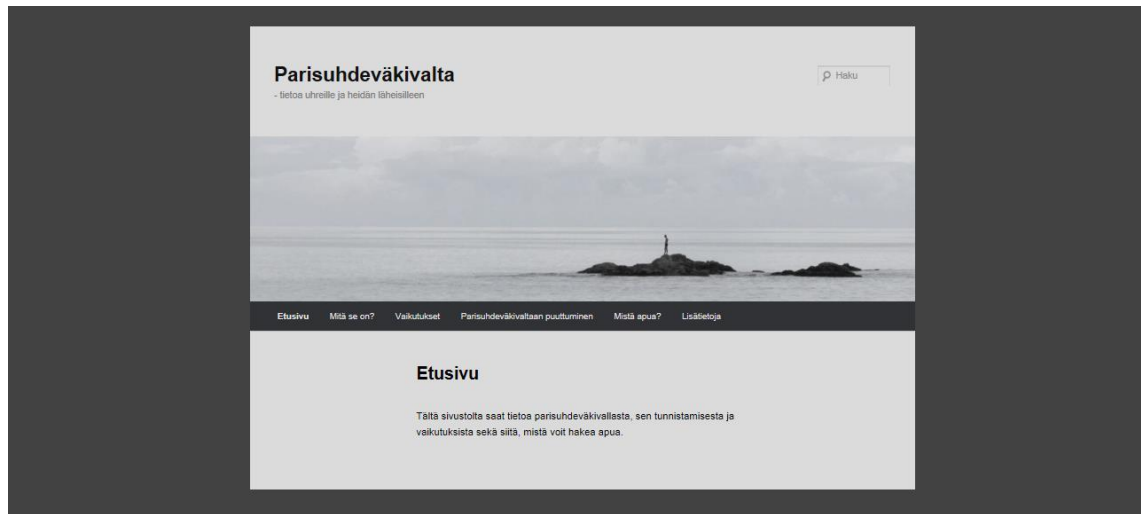 Parisuhdeväkivalta
- tietoa uhreille ja heidän läheisilleen
Haku
Etusivu Mitä se on? Vaikutukset Parisuhdeväkivaltaan puuttuminen Mistä apua? Lisätietoja
Etusivu
Tältä sivustolta saat tietoa parisuhdeväkivallasta, sen tunnistamisesta ja
vaikutuksista sekä siitä, mistä voit hakea apua.